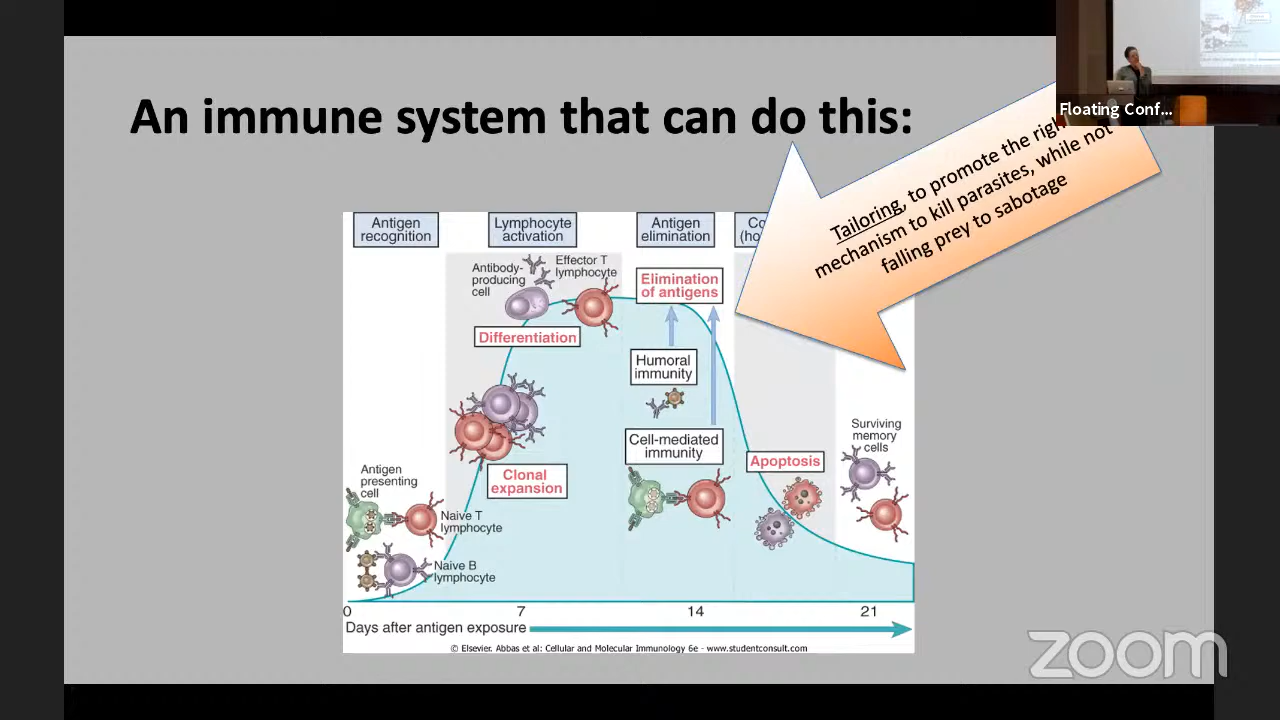 An immune system that can do this:
Floating Conf...
Tailoring, to promote the righ
mechanism to kill parasites, while not
falling prey to sabotage
Antigen
recognition
Lymphocyte
activation
Antigen
elimination
Co
(ho
Antibody-
producing
cell
Effector T
lymphocyte
Elimination
of antigens
Differentiation
Humoral
immunity
Cell-mediated
immunity
Clonal
expansion
Apoptosis
Surviving
memory
cells
Antigen
presenting
cell
Naive T
lymphocyte
Naive B
lymphocyte
0 7 14 21
Days after antigen exposure
© Elsevier. Abbas et al: Cellular and Molecular Immunology 6e - www.studentconsult.com
zoom